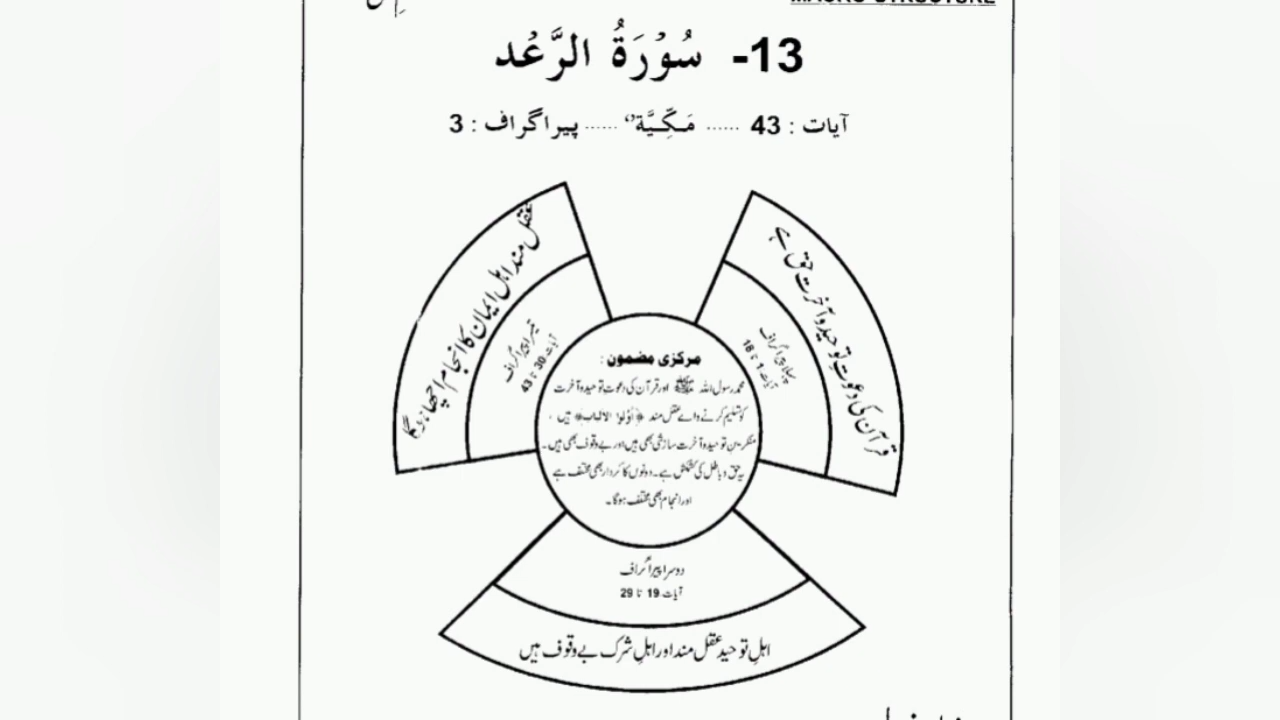 MACRO-STRUCTURE
13- سُوْرَةُ الرَّعْد
آیات : 43 ...... مَكِّيَّة" ...... پیراگراف : 3
قرآن کی دعوتِ توحید و آخرت حق ہے
پہلا پیراگراف
آیات 1 تا 18
عقل مند اہل ایمان کا انجام اچھا ہوگا
تیسرا پیراگراف
آیات 30 تا 43
مرکزی مضمون :
محمد رسول اللہ ﷺ اور قرآن کی دعوت توحید و آخرت
کو تسلیم کرنے والے عقل مند ﴿اُولُوا الالباب﴾ ہیں ،
منکرینِ توحید و آخرت سازشی بھی ہیں اور بے وقوف بھی ہیں۔
یہ حق و باطل کی کشمکش ہے۔ دونوں کا کردار بھی مختلف ہے
اور انجام بھی مختلف ہوگا۔
دوسرا پیراگراف
آیات 19 تا 29
اہلِ توحید عقل مند اور اہلِ شرک بے وقوف ہیں